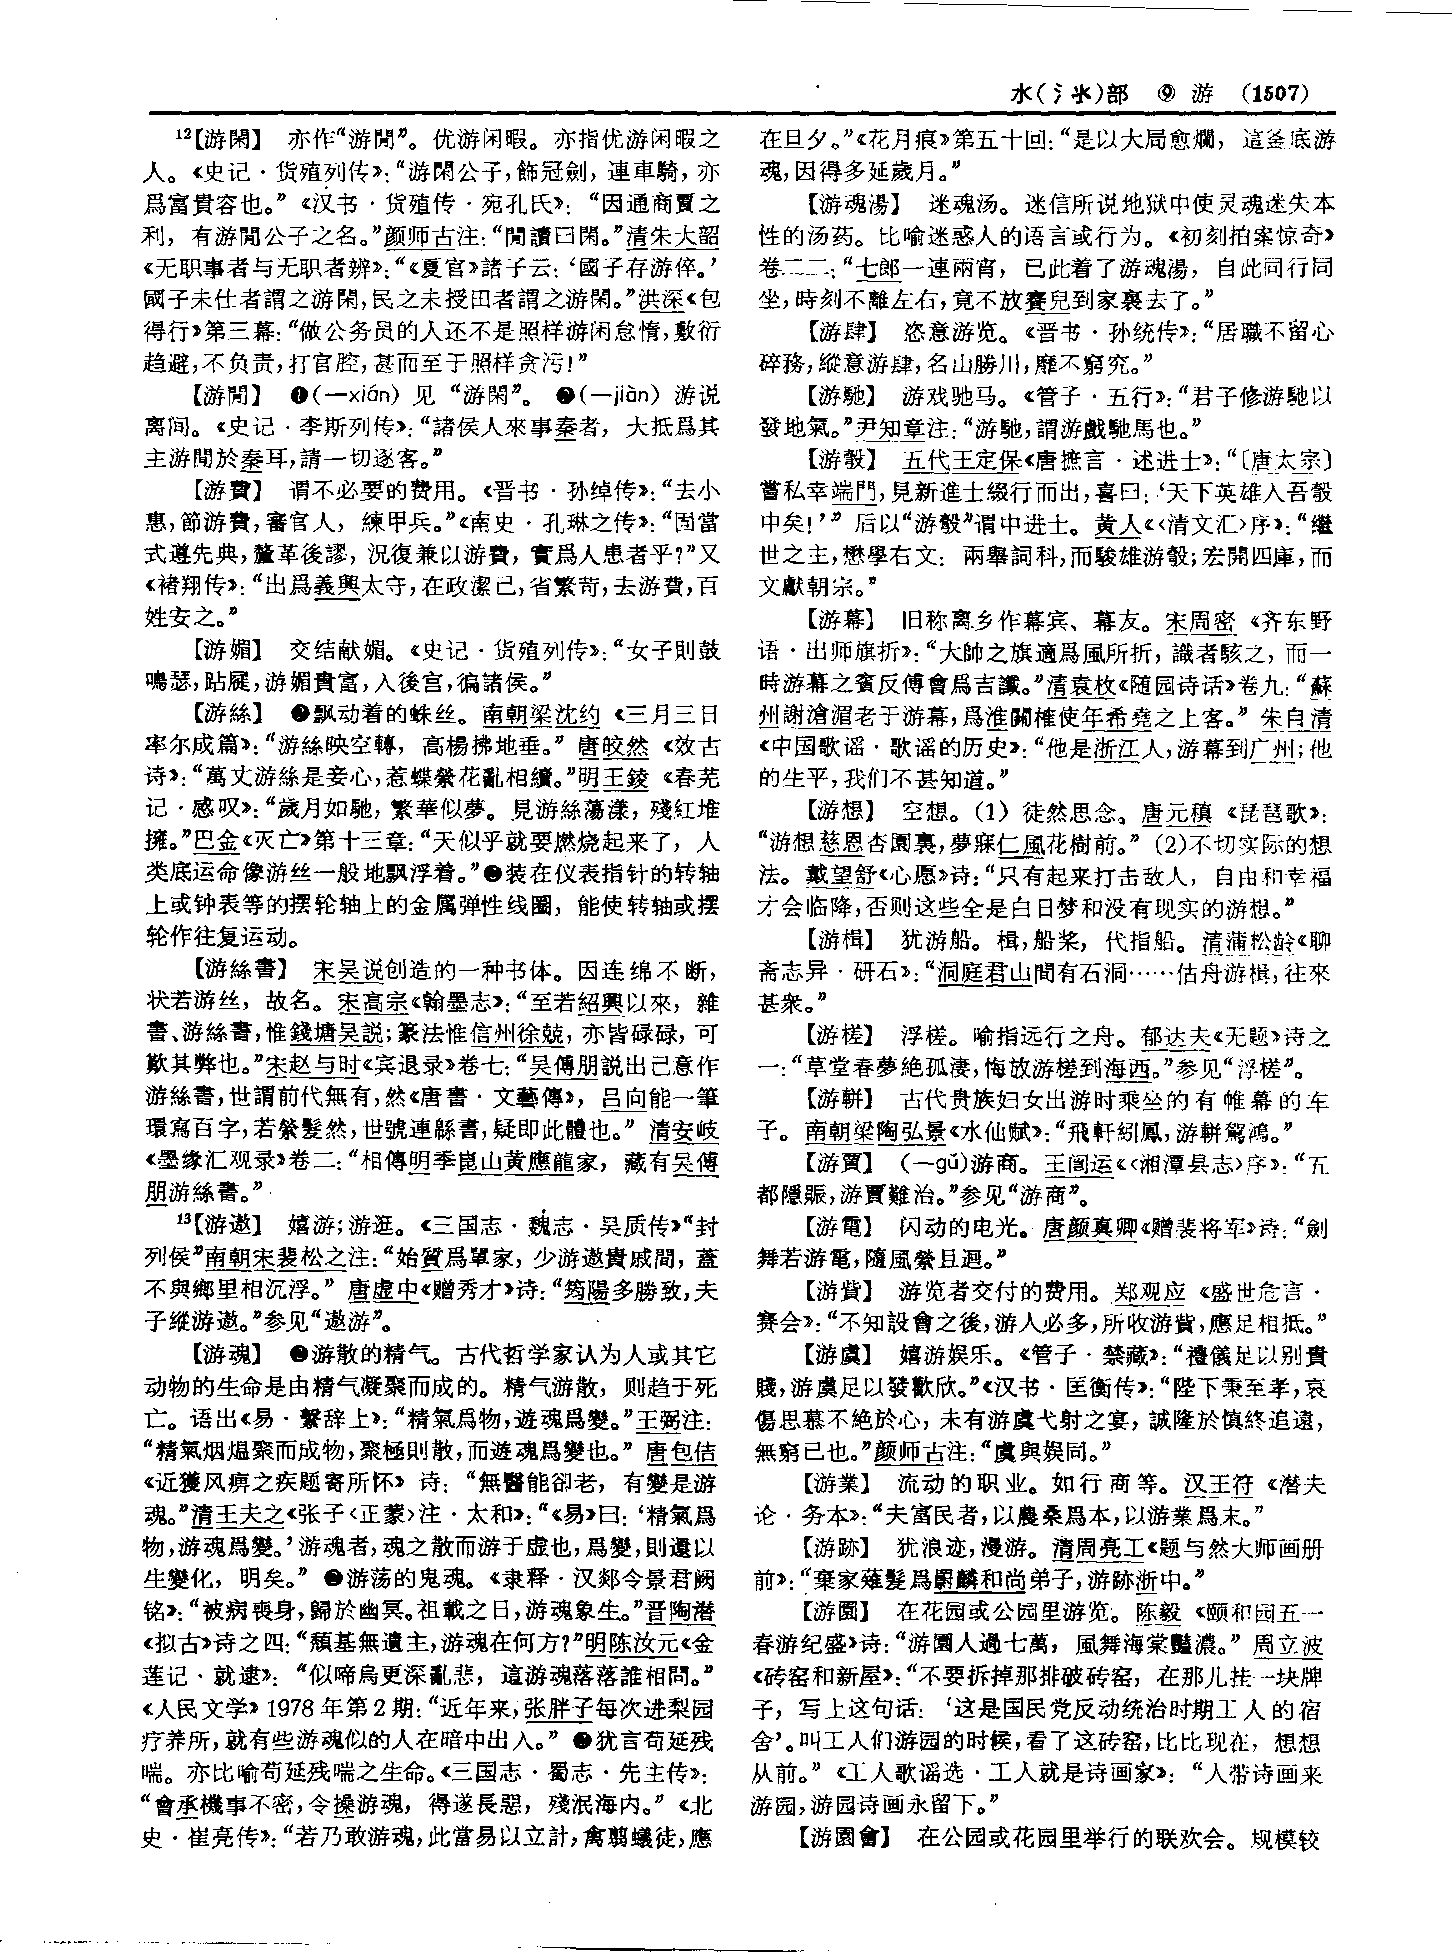 水(氵氺)部 ⑨ 游 (1507)
12【游閑】 亦作“游閒”。优游闲暇。亦指优游闲暇之
人。《史记·货殖列传》：“游閑公子，飾冠劍，連車騎，亦
爲富貴容也。”《汉书·货殖传·宛孔氏》：“因通商賈之
利，有游閒公子之名。”颜师古注：“閒讀曰閑。”清朱大韶
《无职事者与无职者辨》：“《夏官》諸子云：‘國子存游倅。’
國子未仕者謂之游閑，民之未授田者謂之游閑。”洪深《包
得行》第三幕：“做公务员的人还不是照样游闲怠惰，敷衍
趋避，不负责，打官腔，甚而至于照样贪污！”
【游閒】 ❶(—xián) 见“游閑”。 ❷(—jiàn) 游说
离间。《史记·李斯列传》：“諸侯人來事秦者，大抵爲其
主游閒於秦耳，請一切逐客。”
【游費】 谓不必要的费用。《晋书·孙绰传》：“去小
惠，節游費，審官人，練甲兵。”《南史·孔琳之传》：“固當
式遵先典，釐革後謬，況復兼以游費，實爲人患者乎？”又
《褚翔传》：“出爲義興太守，在政潔己，省繁苛，去游費，百
姓安之。”
【游媚】 交结献媚。《史记·货殖列传》：“女子則鼓
鳴瑟，跕屣，游媚貴富，入後宫，徧諸侯。”
【游絲】 ❶飘动着的蛛丝。南朝梁沈约《三月三日
率尔成篇》：“游絲映空轉，高楊拂地垂。”唐皎然《效古
诗》：“萬丈游絲是妾心，惹蝶縈花亂相續。”明王錂《春芜
记·感叹》：“歲月如馳，繁華似夢。見游絲蕩漾，殘紅堆
擁。”巴金《灭亡》第十三章：“天似乎就要燃烧起来了，人
类底运命像游丝一般地飘浮着。”❷装在仪表指针的转轴
上或钟表等的摆轮轴上的金属弹性线圈，能使转轴或摆
轮作往复运动。
【游絲書】 宋吴说创造的一种书体。因连绵不断，
状若游丝，故名。宋高宗《翰墨志》：“至若紹興以來，雜
書、游絲書，惟錢塘吴説；篆法惟信州徐兢，亦皆碌碌，可
歎其弊也。”宋赵与时《宾退录》卷七：“吴傅朋説出己意作
游絲書，世謂前代無有，然《唐書·文藝傳》，吕向能一筆
環寫百字，若縈髮然，世號連緜書，疑即此體也。”清安岐
《墨缘汇观录》卷二：“相傳明季崑山黄應龍家，藏有吴傅
朋游絲書。”
13【游遨】 嬉游；游逛。《三国志·魏志·吴质传》“封
列侯”南朝宋裴松之注：“始質爲單家，少游遨貴戚間，蓋
不與鄉里相沉浮。”唐虚中《赠秀才》诗：“筠陽多勝致，夫
子縱游遨。”参见“遨游”。
【游魂】 ❶游散的精气。古代哲学家认为人或其它
动物的生命是由精气凝聚而成的。精气游散，则趋于死
亡。语出《易·繫辞上》：“精氣爲物，遊魂爲變。”王弼注：
“精氣烟煴聚而成物，聚極則散，而遊魂爲變也。”唐包佶
《近獲风痹之疾题寄所怀》诗：“無醫能卻老，有變是游
魂。”清王夫之《张子〈正蒙〉注·太和》：“《易》曰：‘精氣爲
物，游魂爲變。’游魂者，魂之散而游于虚也，爲變，則還以
生變化，明矣。”❷游荡的鬼魂。《隶释·汉郯令景君阙
铭》：“被病喪身，歸於幽冥。祖載之日，游魂象生。”晋陶潜
《拟古》诗之四：“頽基無遺主，游魂在何方？”明陈汝元《金
莲记·就逮》：“似啼烏更深亂悲，這游魂落落誰相問。”
《人民文学》1978年第2期：“近年来，张胖子每次进梨园
疗养所，就有些游魂似的人在暗中出入。”❸犹言苟延残
喘。亦比喻苟延残喘之生命。《三国志·蜀志·先主传》：
“會承機事不密，令操游魂，得遂長惡，殘泯海内。”《北
史·崔亮传》：“若乃敢游魂，此當易以立計，禽翦蟻徒，應
在旦夕。”《花月痕》第五十回：“是以大局愈爛，這釜底游
魂，因得多延歲月。”
【游魂湯】 迷魂汤。迷信所说地狱中使灵魂迷失本
性的汤药。比喻迷惑人的语言或行为。《初刻拍案惊奇》
卷二二：“七郎一連兩宵，已此着了游魂湯，自此同行同
坐，時刻不離左右，竟不放賽兒到家裏去了。”
【游肆】 恣意游览。《晋书·孙统传》：“居職不留心
碎務，縱意游肆，名山勝川，靡不窮究。”
【游馳】 游戏驰马。《管子·五行》：“君子修游馳以
發地氣。”尹知章注：“游馳，謂游戲馳馬也。”
【游彀】 五代王定保《唐摭言·述进士》：“〔唐太宗〕
嘗私幸端門，見新進士綴行而出，喜曰：‘天下英雄入吾彀
中矣！’”后以“游彀”谓中进士。黄人《〈清文汇〉序》：“繼
世之主，懋學右文：兩舉詞科，而駿雄游彀；宏開四庫，而
文獻朝宗。”
【游幕】 旧称离乡作幕宾、幕友。宋周密《齐东野
语·出师旗折》：“大帥之旗適爲風所折，識者駭之，而一
時游幕之賓反傅會爲吉讖。”清袁枚《随园诗话》卷九：“蘇
州謝滄湄老于游幕，爲淮關榷使年希堯之上客。”朱自清
《中国歌谣·歌谣的历史》：“他是浙江人，游幕到广州；他
的生平，我们不甚知道。”
【游想】 空想。(1) 徒然思念。唐元稹《琵琶歌》：
“游想慈恩杏園裏，夢寐仁風花樹前。”(2)不切实际的想
法。戴望舒《心愿》诗：“只有起来打击敌人，自由和幸福
才会临降，否则这些全是白日梦和没有现实的游想。”
【游楫】 犹游船。楫，船桨，代指船。清蒲松龄《聊
斋志异·研石》：“洞庭君山間有石洞……估舟游楫，往來
甚衆。”
【游槎】 浮槎。喻指远行之舟。郁达夫《无题》诗之
一：“草堂春夢絶孤淒，悔放游槎到海西。”参见“浮槎”。
【游軿】 古代贵族妇女出游时乘坐的有帷幕的车
子。南朝梁陶弘景《水仙赋》：“飛軒紉鳳，游軿駕鴻。”
【游賈】 (—gǔ)游商。王闿运《〈湘潭县志〉序》：“五
都隱賑，游賈難治。”参见“游商”。
【游電】 闪动的电光。唐颜真卿《赠裴将军》诗：“劍
舞若游電，隨風縈且迴。”
【游貲】 游览者交付的费用。郑观应《盛世危言·
赛会》：“不知設會之後，游人必多，所收游貲，應足相抵。”
【游虞】 嬉游娱乐。《管子·禁藏》：“禮儀足以别貴
賤，游虞足以發歡欣。”《汉书·匡衡传》：“陛下秉至孝，哀
傷思慕不絶於心，未有游虞弋射之宴，誠隆於慎終追遠，
無窮已也。”颜师古注：“虞與娱同。”
【游業】 流动的职业。如行商等。汉王符《潜夫
论·务本》：“夫富民者，以農桑爲本，以游業爲末。”
【游跡】 犹浪迹，漫游。清周亮工《题与然大师画册
前》：“棄家薙髮爲罽麟和尚弟子，游跡浙中。”
【游園】 在花园或公园里游览。陈毅《颐和园五一
春游纪盛》诗：“游園人過七萬，風舞海棠豔濃。”周立波
《砖窑和新屋》：“不要拆掉那排破砖窑，在那儿挂一块牌
子，写上这句话：‘这是国民党反动统治时期工人的宿
舍’。叫工人们游园的时候，看了这砖窑，比比现在，想想
从前。”《工人歌谣选·工人就是诗画家》：“人带诗画来
游园，游园诗画永留下。”
【游園會】 在公园或花园里举行的联欢会。规模较